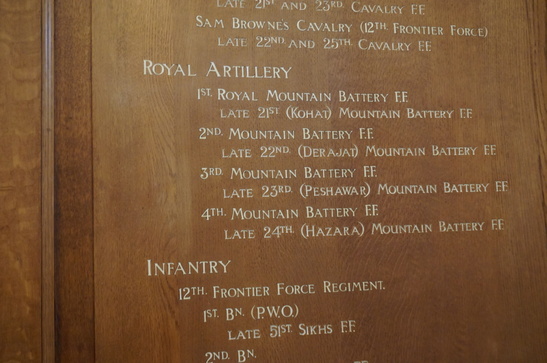 LATE 21ST AND 23RD. CAVALRY F.F.
SAM BROWNE'S CAVALRY (12TH. FRONTIER FORCE)
LATE 22ND. AND 25TH. CAVALRY F.F.
ROYAL ARTILLERY
1ST. ROYAL MOUNTAIN BATTERY F.F.
LATE 21ST (KOHAT) MOUNTAIN BATTERY F.F.
2ND. MOUNTAIN BATTERY F.F.
LATE 22ND. (DERAJAT) MOUNTAIN BATTERY F.F.
3RD. MOUNTAIN BATTERY F.F.
LATE 23RD. (PESHAWAR) MOUNTAIN BATTERY F.F.
4TH. MOUNTAIN BATTERY F.F.
LATE 24TH. (HAZARA) MOUNTAIN BATTERY F.F.
INFANTRY
12TH. FRONTIER FORCE REGIMENT.
1ST. BN. (P.W.O.)
LATE 51ST. SIKHS F.F.
2ND. BN.